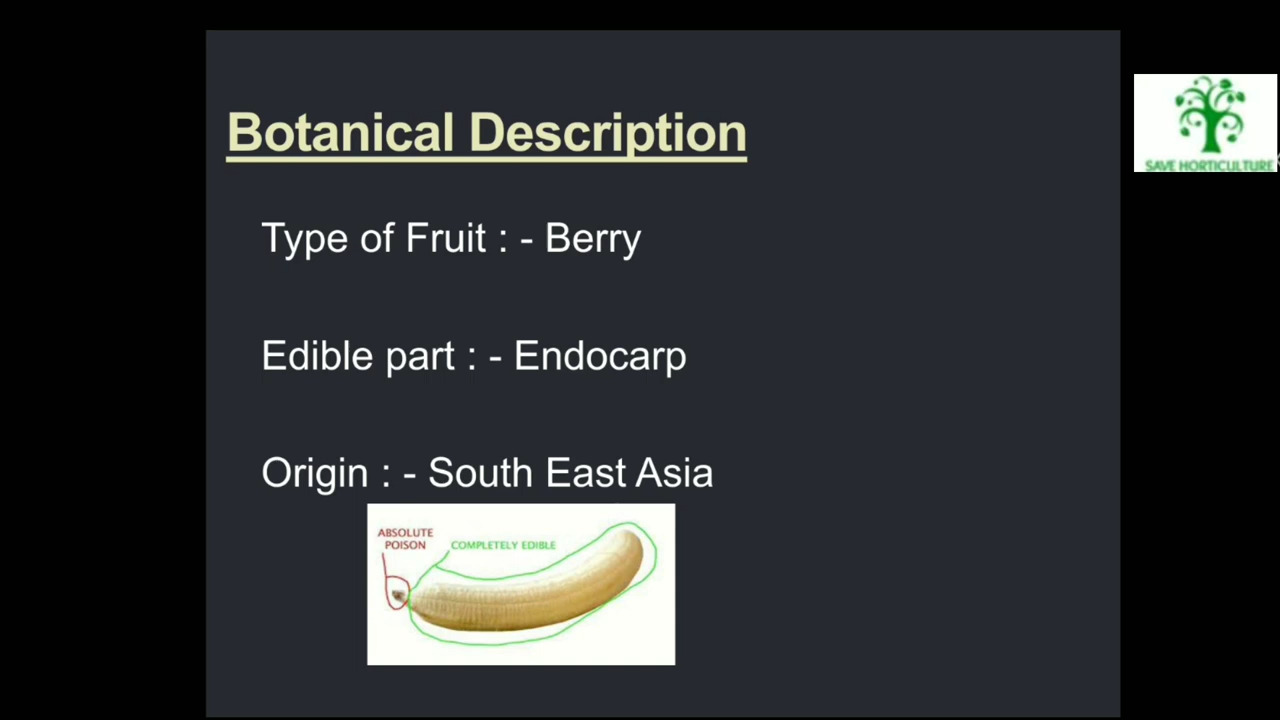 Botanical Description
Type of Fruit : - Berry
Edible part : - Endocarp
Origin : - South East Asia
ABSOLUTE
POISON
COMPLETELY EDIBLE
SAVE HORTICULTURE